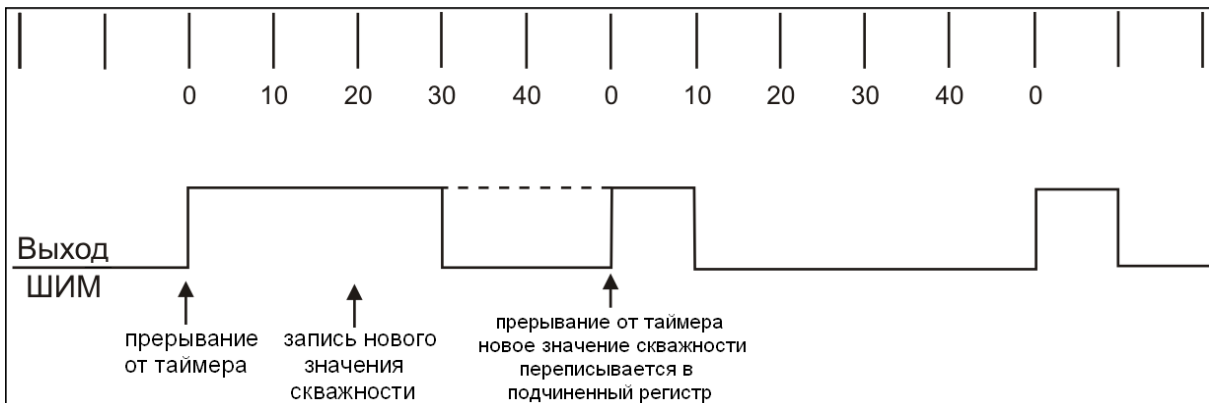 0 10 20 30 40 0 10 20 30 40 0
Выход
ШИМ
прерывание
от таймера
запись нового
значения
скважности
прерывание от таймера
новое значение скважности
переписывается в
подчиненный регистр